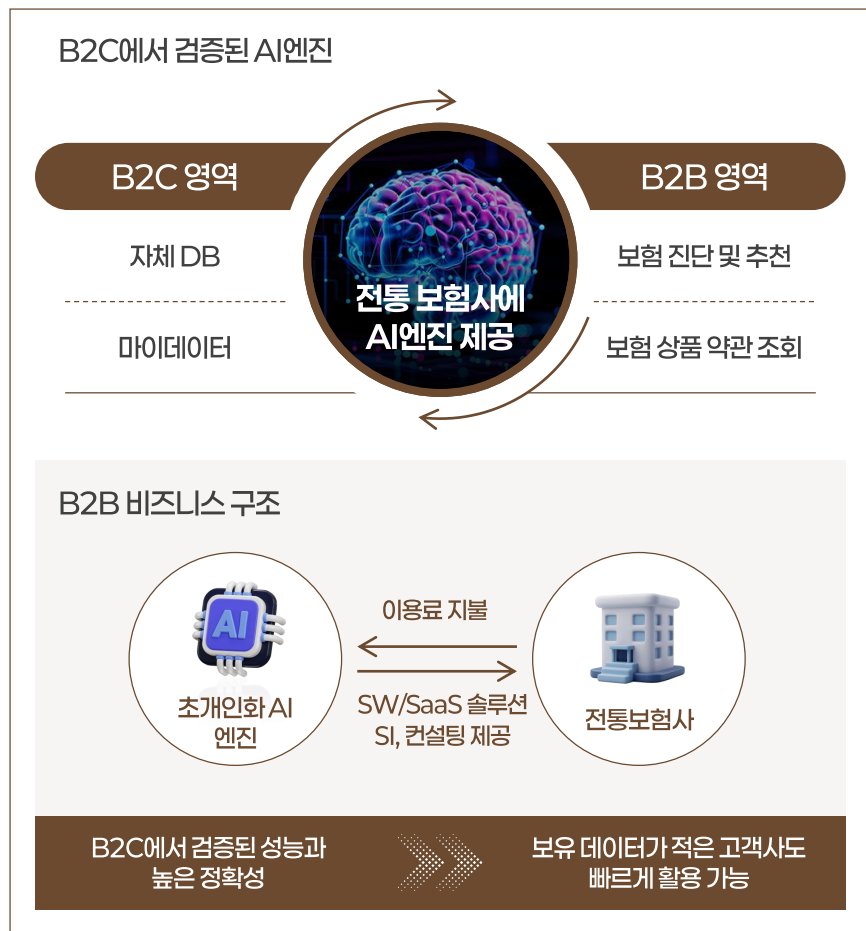 B2C에서 검증된 AI엔진
B2C 영역
B2B 영역
자체 DB
보험 진단 및 추천
전통 보험사에
AI엔진 제공
마이데이터
보험 상품 약관 조회
B2B 비즈니스 구조
AI
초개인화 AI
엔진
이용료 지불
SW/SaaS 솔루션
SI, 컨설팅 제공
전통보험사
B2C에서 검증된 성능과
높은 정확성
보유 데이터가 적은 고객사도
빠르게 활용 가능